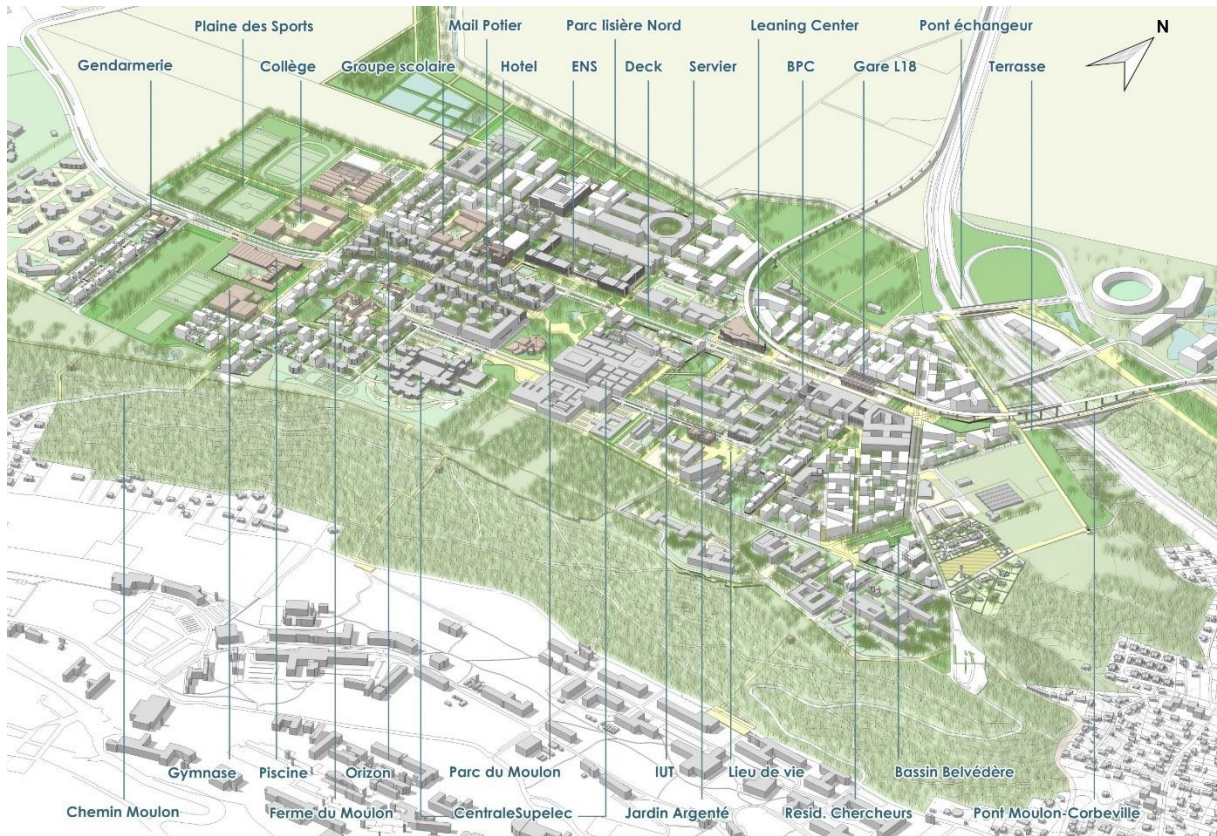 Plaine des Sports Mail Potier Parc lisière Nord Leaning Center Pont échangeur
N
Gendarmerie Collège Groupe scolaire Hotel ENS Deck Servier BPC Gare L18 Terrasse
Gymnase Piscine Orizon Parc du Moulon IUT Lieu de vie Bassin Belvédère
Chemin Moulon Ferme du Moulon CentraleSupelec Jardin Argenté Resid. Chercheurs Pont Moulon-Corbeville